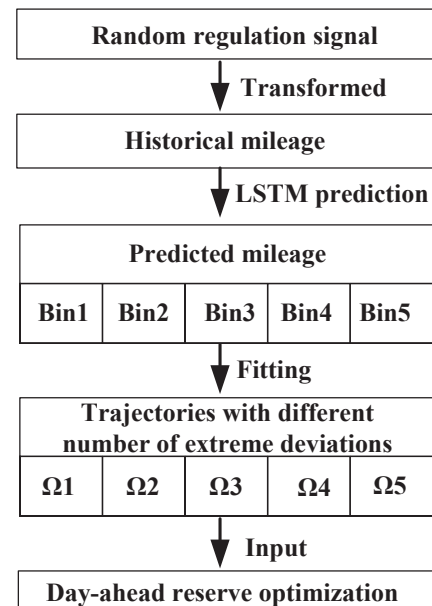 Random regulation signal
Transformed
Historical mileage
LSTM prediction
Predicted mileage
Bin1 Bin2 Bin3 Bin4 Bin5
Fitting
Trajectories with different
number of extreme deviations
Ω1 Ω2 Ω3 Ω4 Ω5
Input
Day-ahead reserve optimization